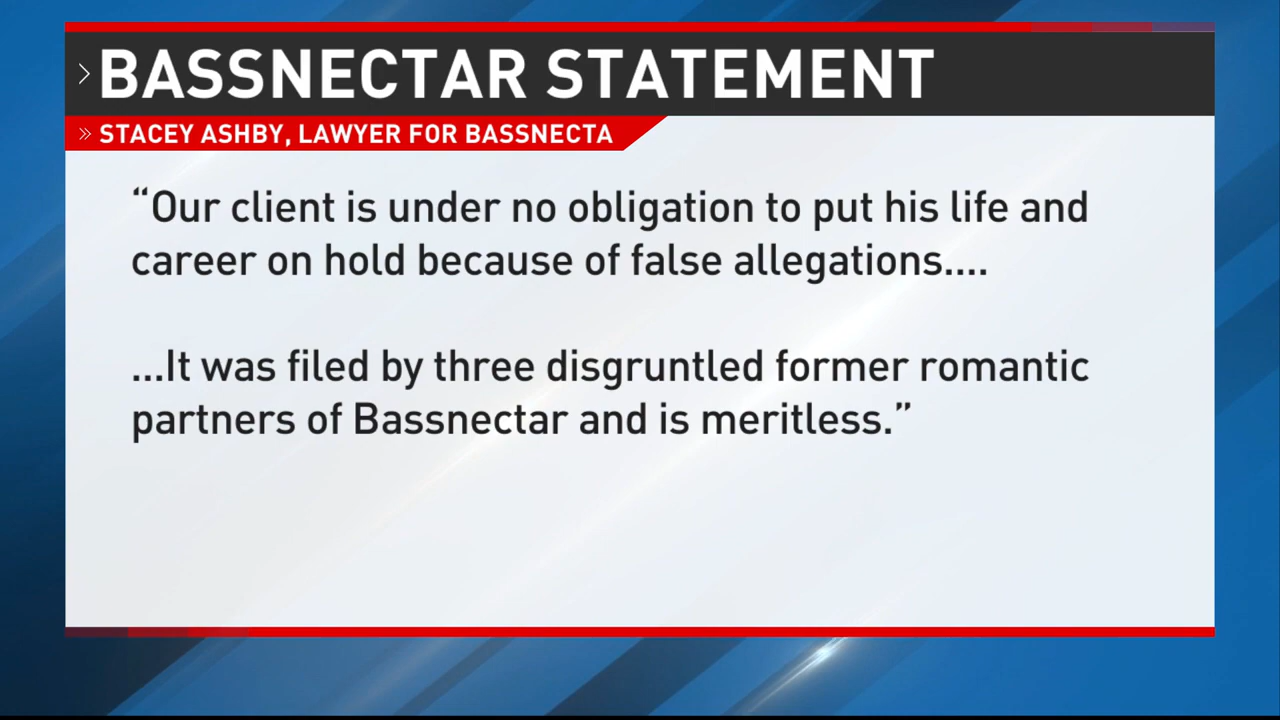 BASSNECTAR STATEMENT
STACEY ASHBY, LAWYER FOR BASSNECTA
“Our client is under no obligation to put his life and
career on hold because of false allegations....
...It was filed by three disgruntled former romantic
partners of Bassnectar and is meritless.”